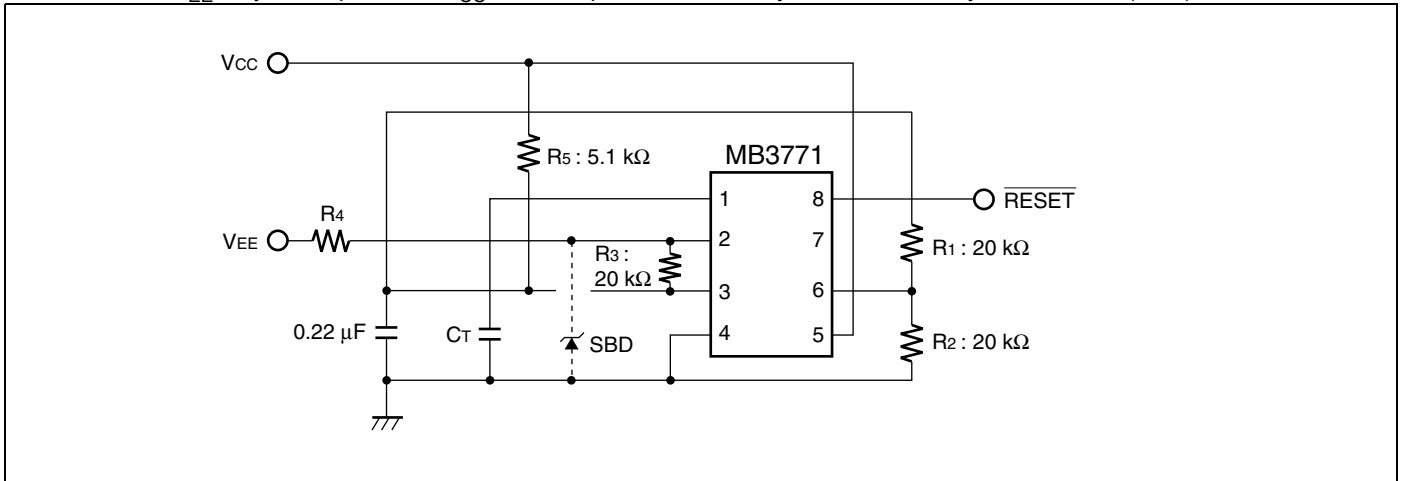 VCC
R5 : 5.1 kΩ
MB3771
1
8
RESET
R4
VEE
2
7
R3 :
20 kΩ
R1 : 20 kΩ
3
6
0.22 μF
CT
SBD
4
5
R2 : 20 kΩ